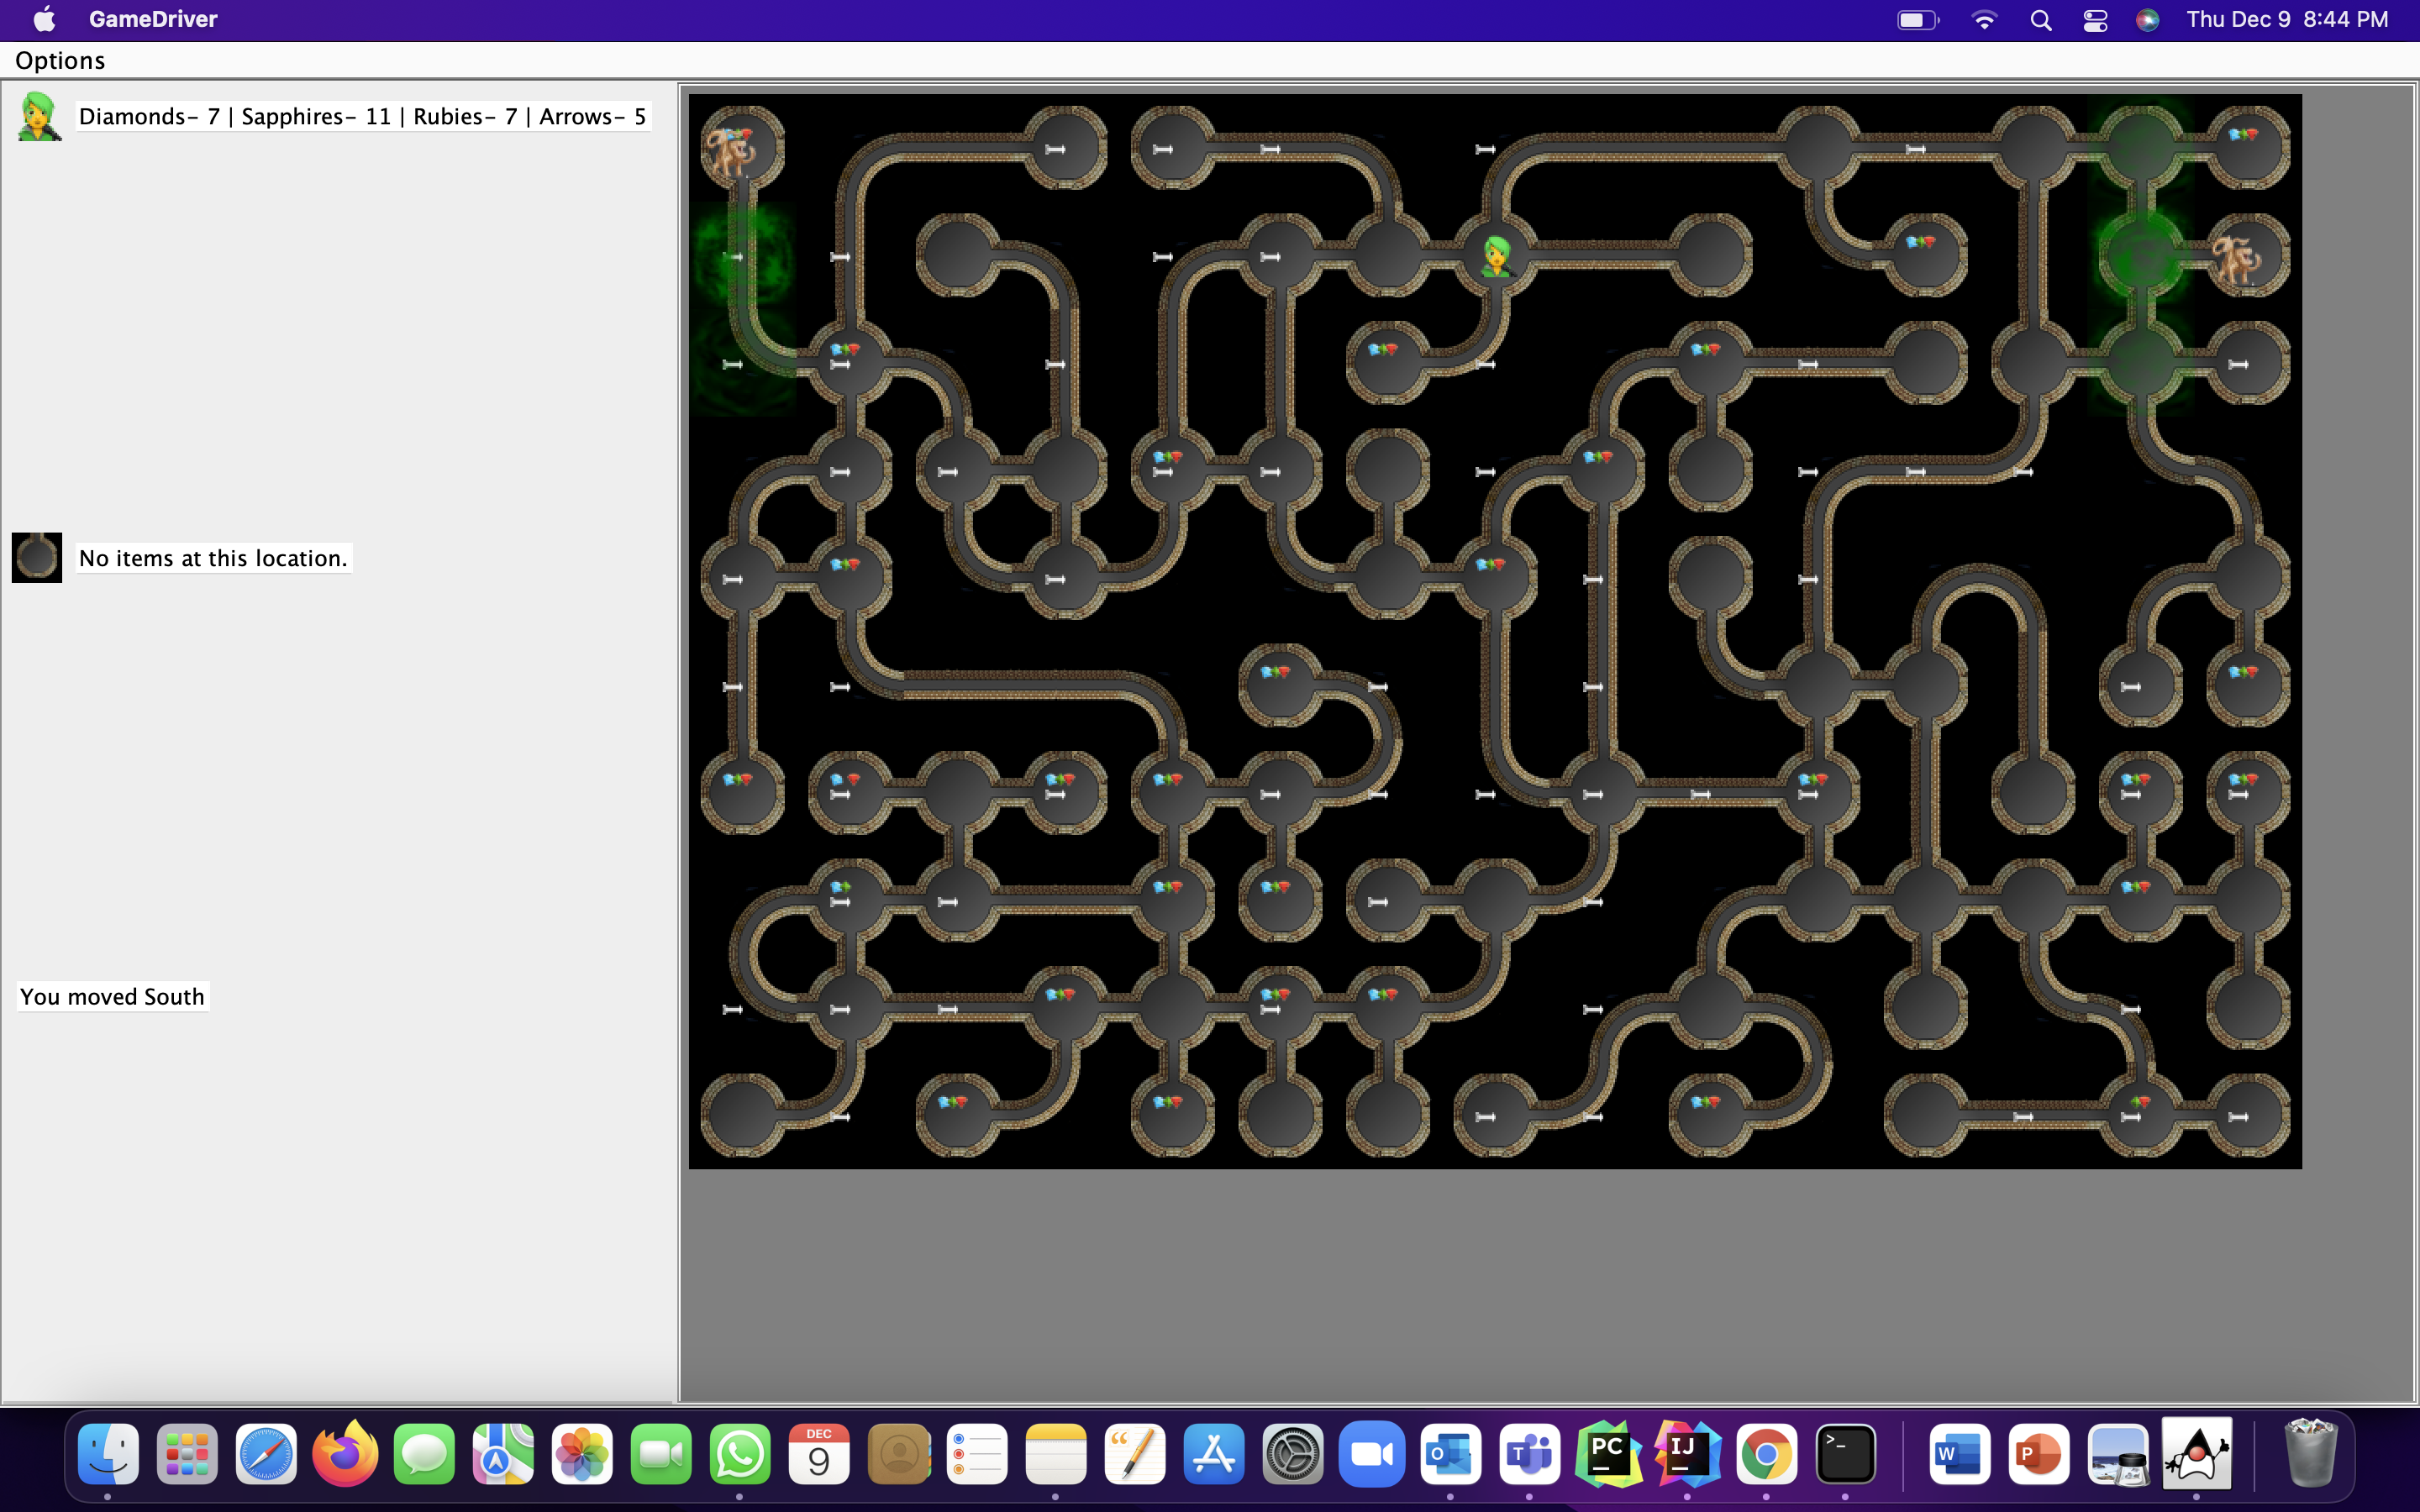 GameDriver
Thu Dec 9 8:44 PM
Options
Diamonds- 7 | Sapphires- 11 | Rubies- 7 | Arrows- 5
No items at this location.
You moved South
DEC
9
O
T
PC
IJ
>_
W
P